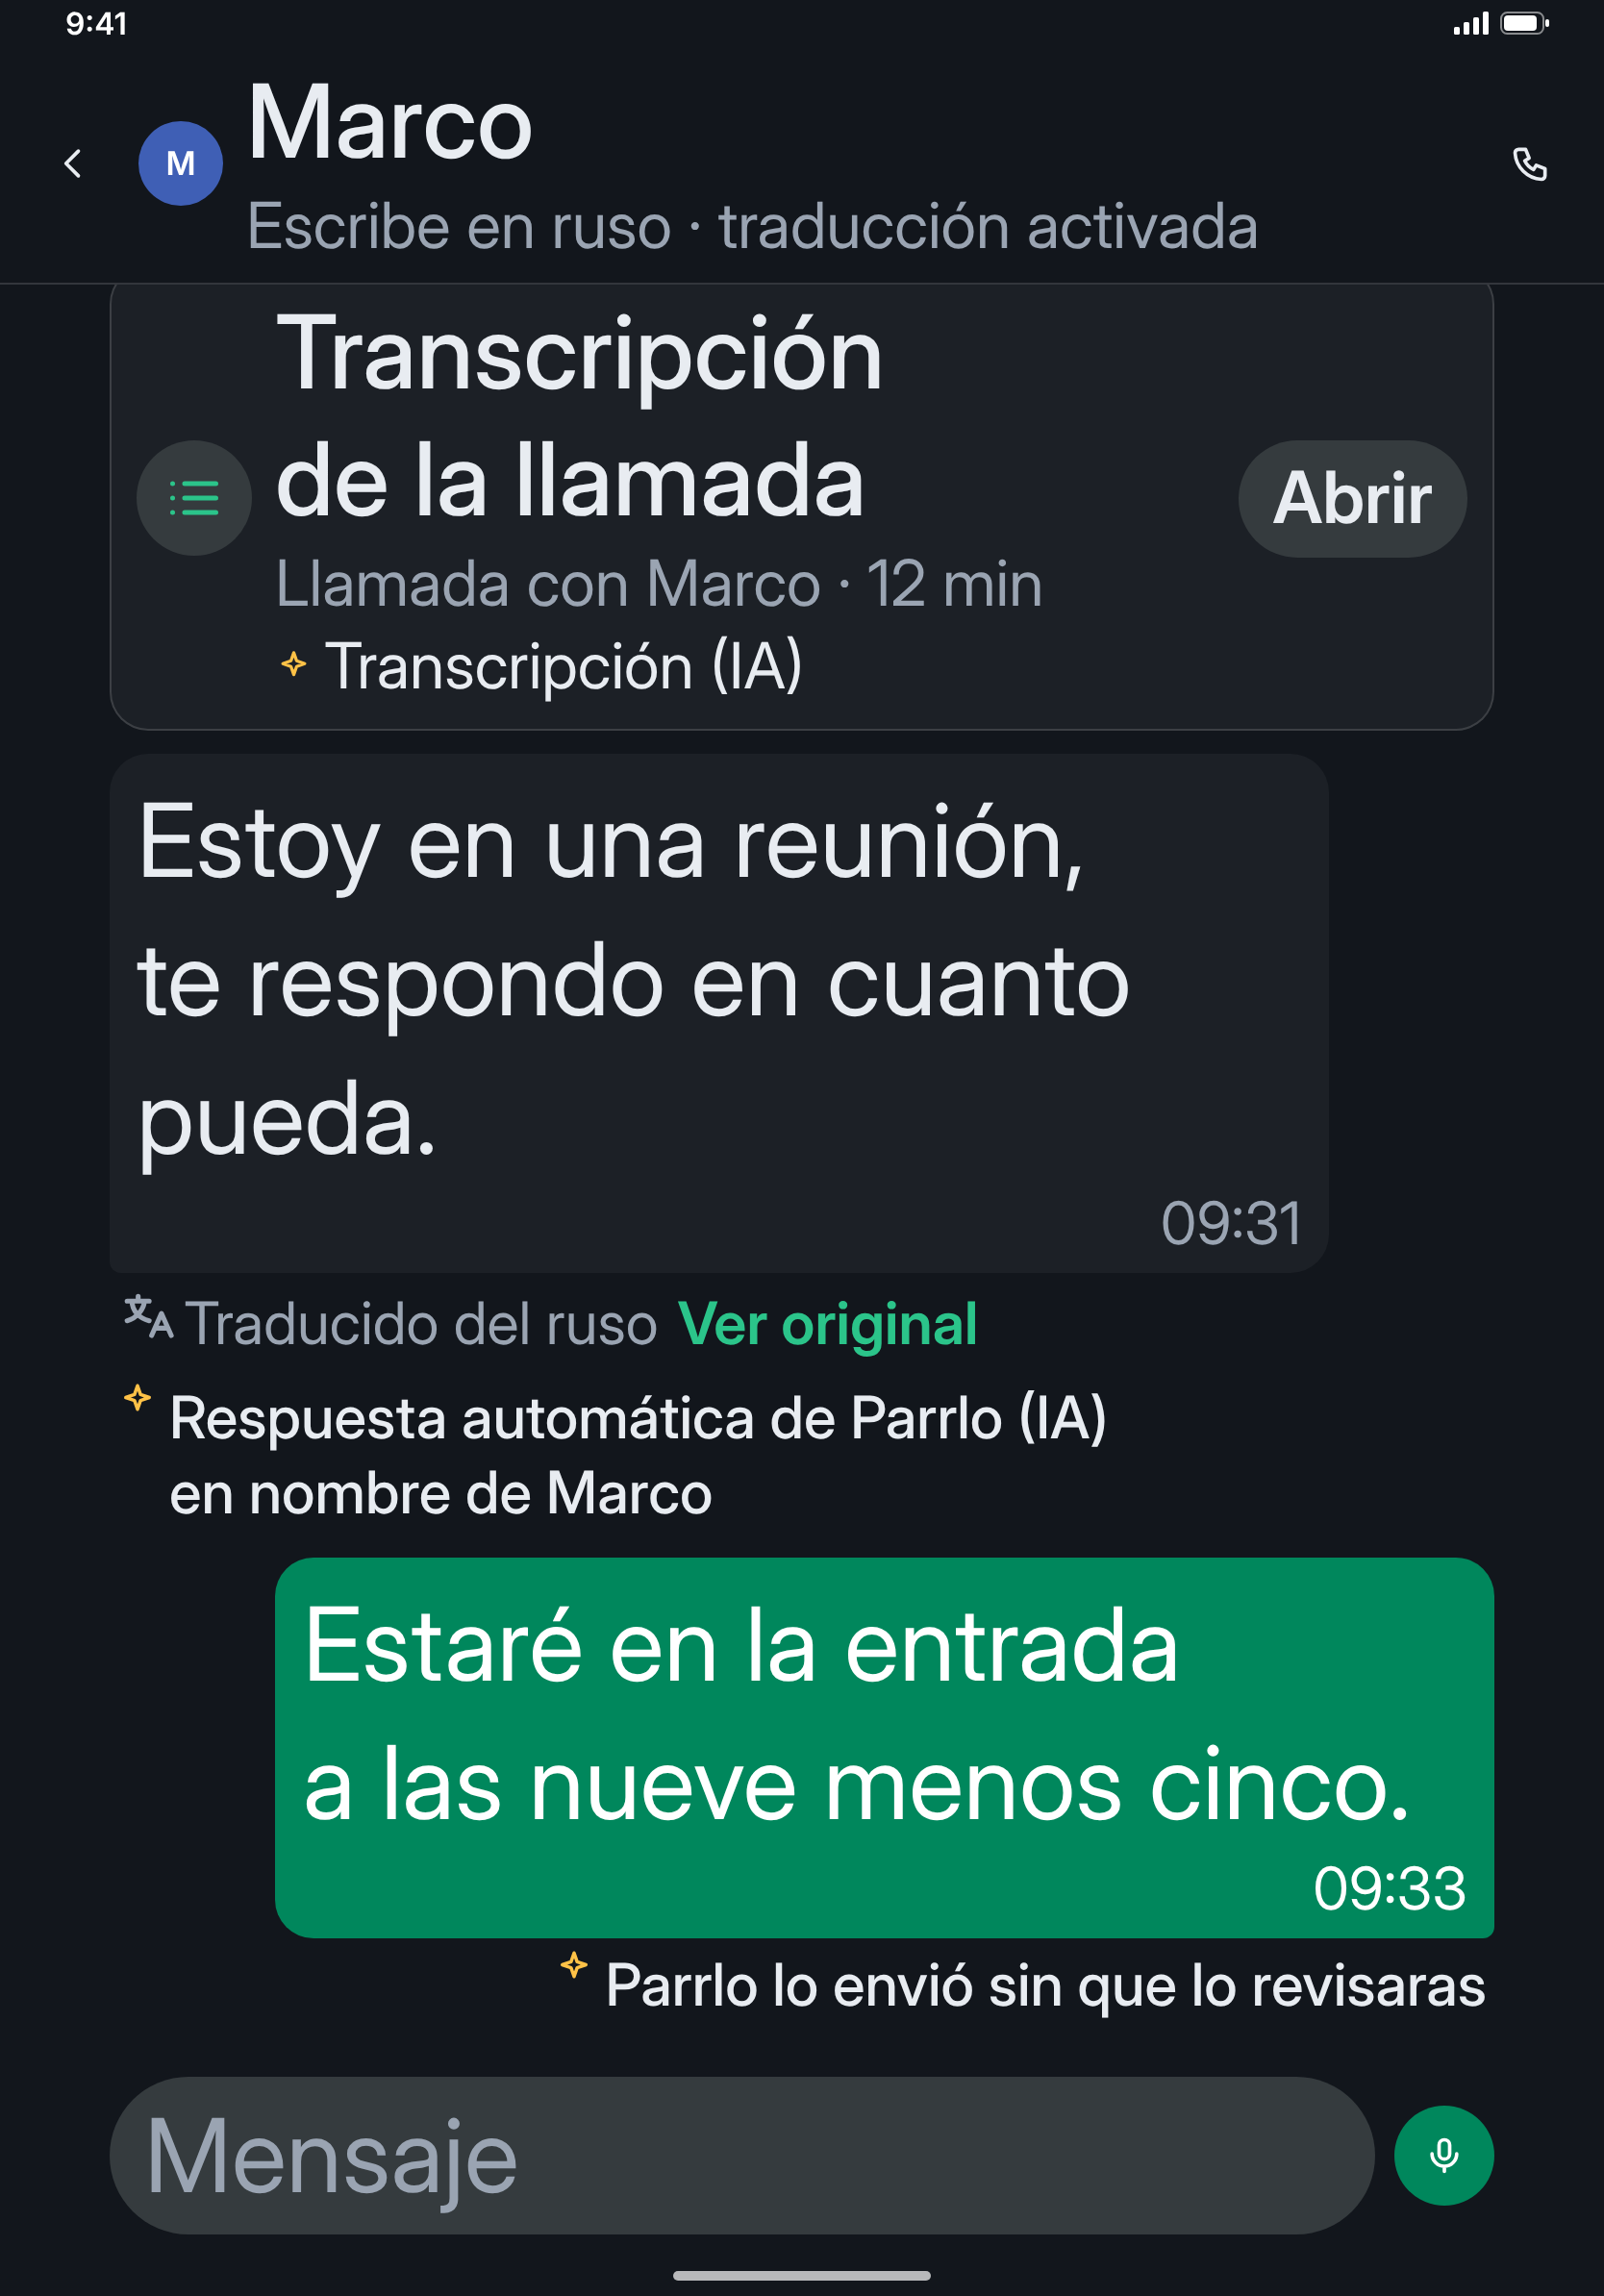 9:41
M
Marco
Escribe en ruso · traducción activada
Transcripción
de la llamada
Llamada con Marco · 12 min
Transcripción (IA)
Abrir
Estoy en una reunión,
te respondo en cuanto
pueda.
09:31
Traducido del ruso Ver original
Respuesta automática de Parrlo (IA)
en nombre de Marco
Estaré en la entrada
a las nueve menos cinco.
09:33
Parrlo lo envió sin que lo revisaras
Mensaje